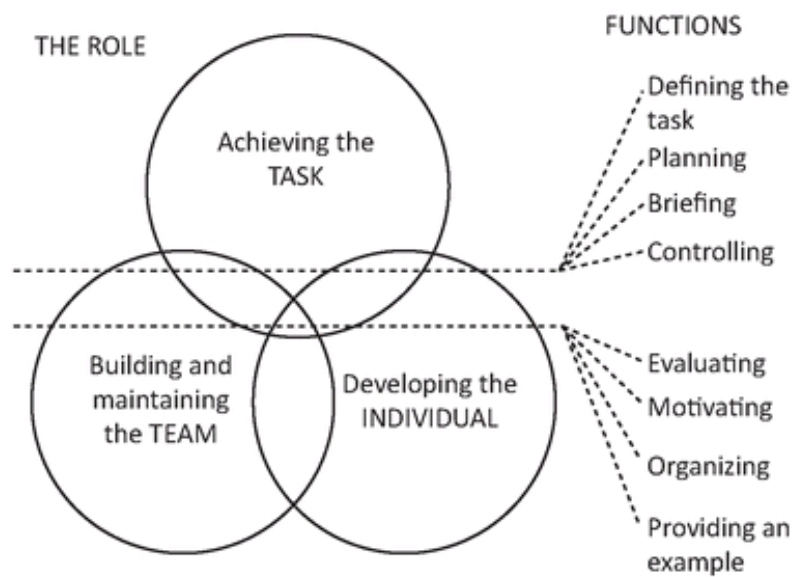 THE ROLE
FUNCTIONS
Achieving the
TASK
Building and
maintaining
the TEAM
Developing the
INDIVIDUAL
Defining the
task
Planning
Briefing
Controlling
Evaluating
Motivating
Organizing
Providing an
example